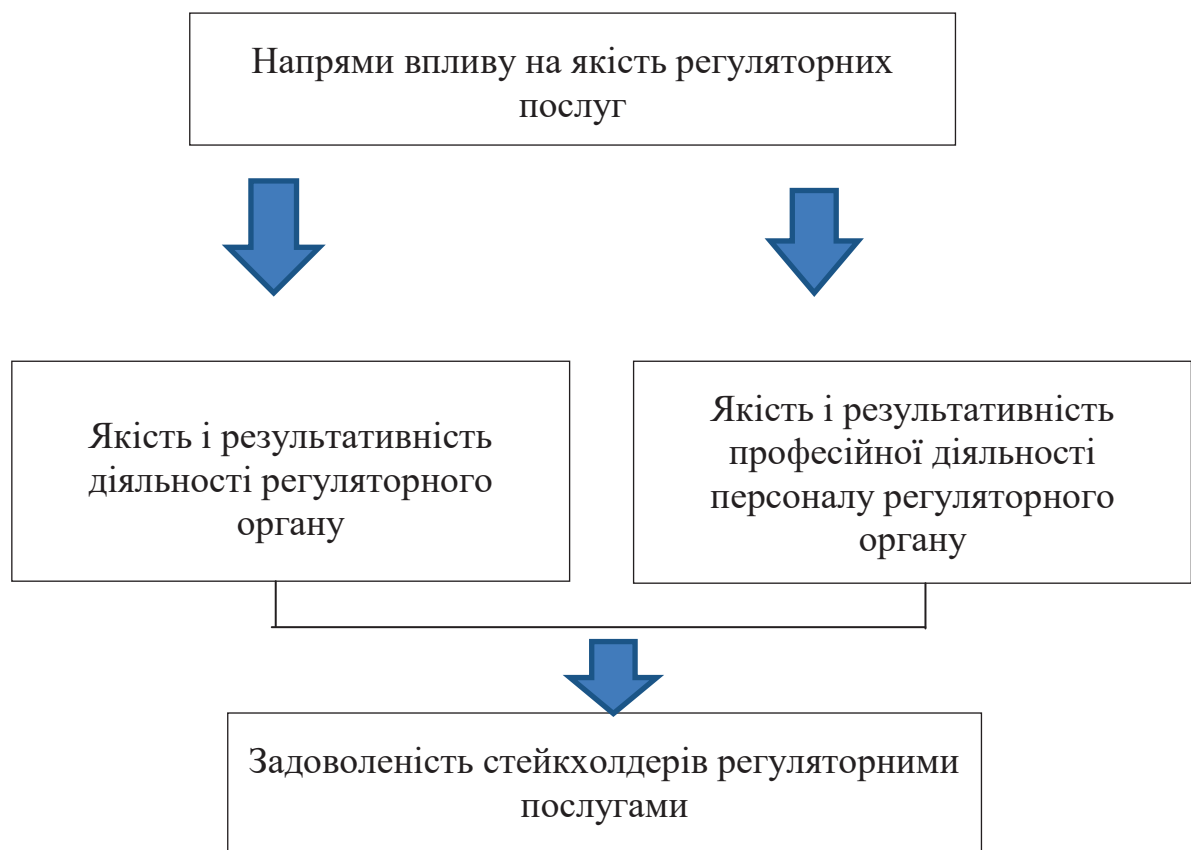 Напрями впливу на якість регуляторних
послуг
Якість і результативність
діяльності регуляторного
органу
Якість і результативність
професійної діяльності
персоналу регуляторного
органу
Задоволеність стейкхолдерів регуляторними
послугами